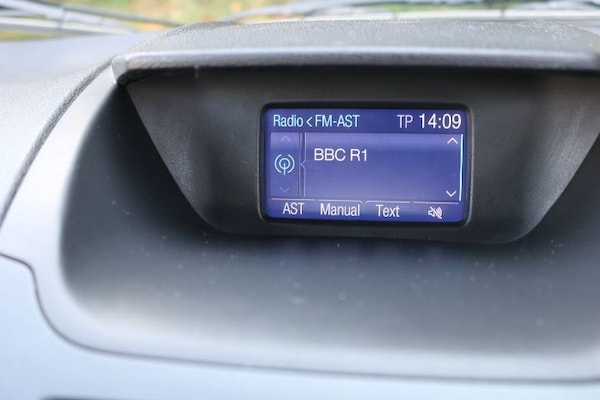 Radio < FM-AST TP 14:09
BBC R1
AST Manual Text